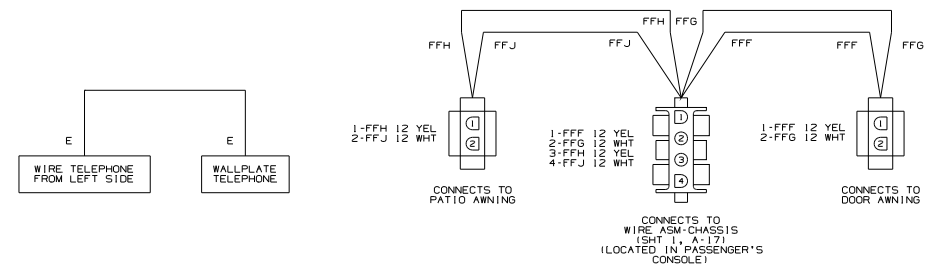 E
E
WIRE TELEPHONE
FROM LEFT SIDE
WALLPLATE
TELEPHONE
FFH
FFJ
FFJ
FFH
FFG
FFF
FFF
FFG
1-FFH 12 YEL
2-FFJ 12 WHT
1
2
CONNECTS TO
PATIO AWNING
1-FFF 12 YEL
2-FFG 12 WHT
3-FFH 12 YEL
4-FFJ 12 WHT
1
2
3
4
CONNECTS TO
WIRE ASM-CHASSIS
(SHT 1, A-17)
(LOCATED IN PASSENGER'S
CONSOLE)
1-FFF 12 YEL
2-FFG 12 WHT
1
2
CONNECTS TO
DOOR AWNING